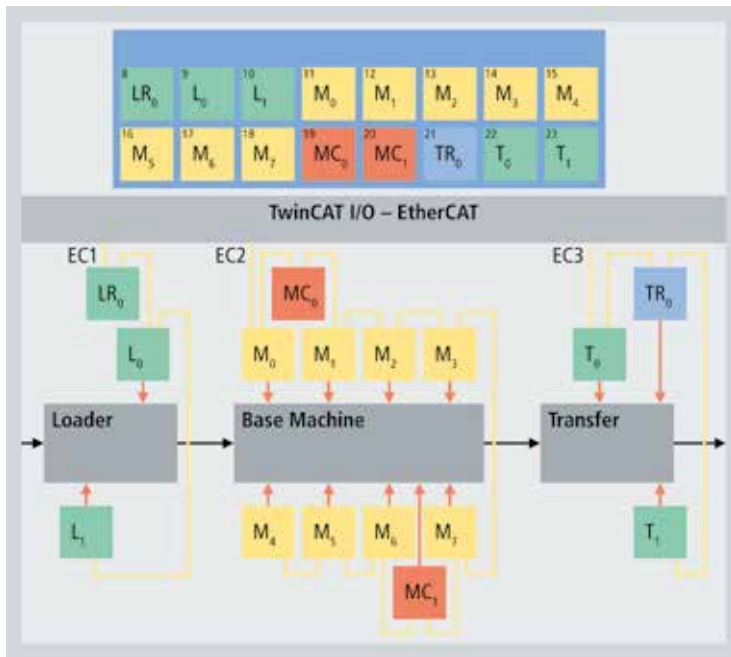 8 9 10 11 12 13 14 15
LR₀ L₀ L₁ M₀ M₁ M₂ M₃ M₄
16 17 18 19 20 21 22 23
M₅ M₆ M₇ MC₀ MC₁ TR₀ T₀ T₁
TwinCAT I/O – EtherCAT
EC1 EC2 EC3
LR₀ MC₀ TR₀
L₀ M₀ M₁ M₂ M₃ T₀
Loader Base Machine Transfer
L₁ M₄ M₅ M₆ M₇ T₁
MC₁